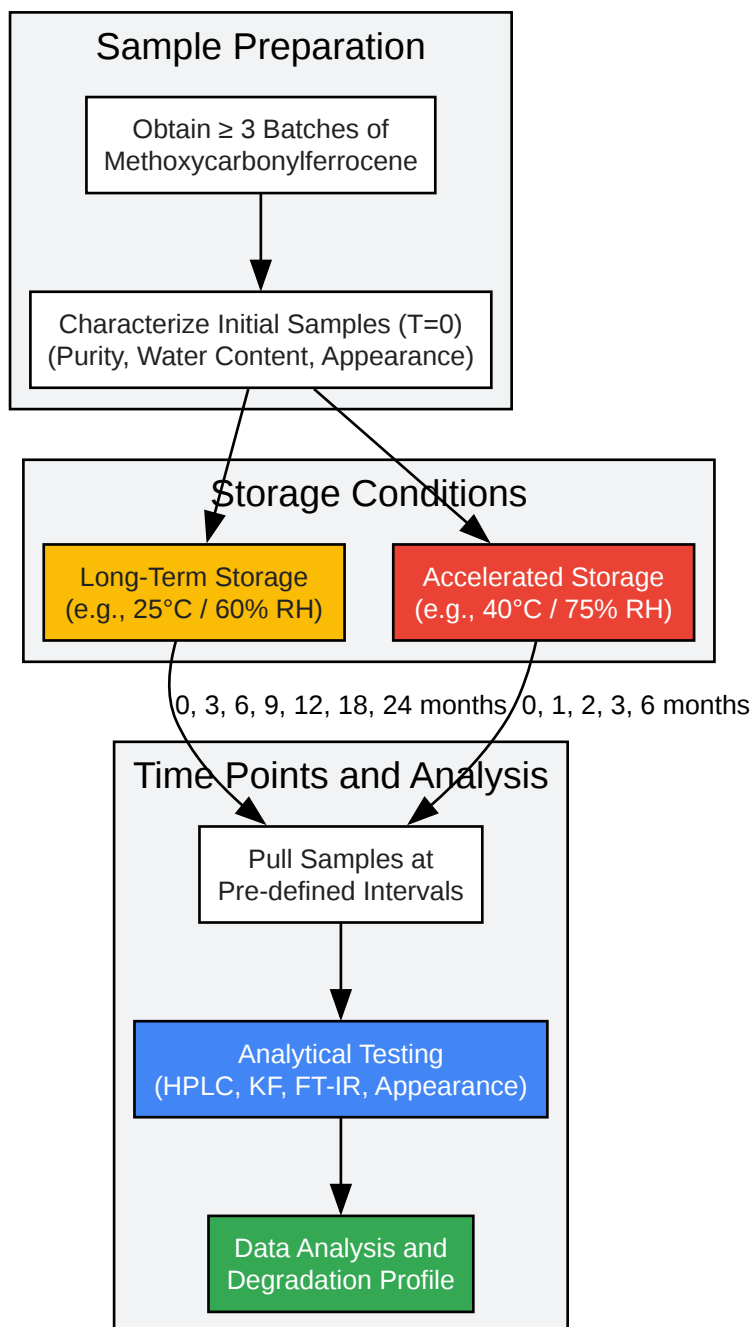 Sample Preparation
Obtain ≥ 3 Batches of
Methoxycarbonylferrocene
Characterize Initial Samples (T=0)
(Purity, Water Content, Appearance)
Storage Conditions
Long-Term Storage
(e.g., 25°C / 60% RH)
Accelerated Storage
(e.g., 40°C / 75% RH)
0, 3, 6, 9, 12, 18, 24 months
0, 1, 2, 3, 6 months
Time Points and Analysis
Pull Samples at
Pre-defined Intervals
Analytical Testing
(HPLC, KF, FT-IR, Appearance)
Data Analysis and
Degradation Profile